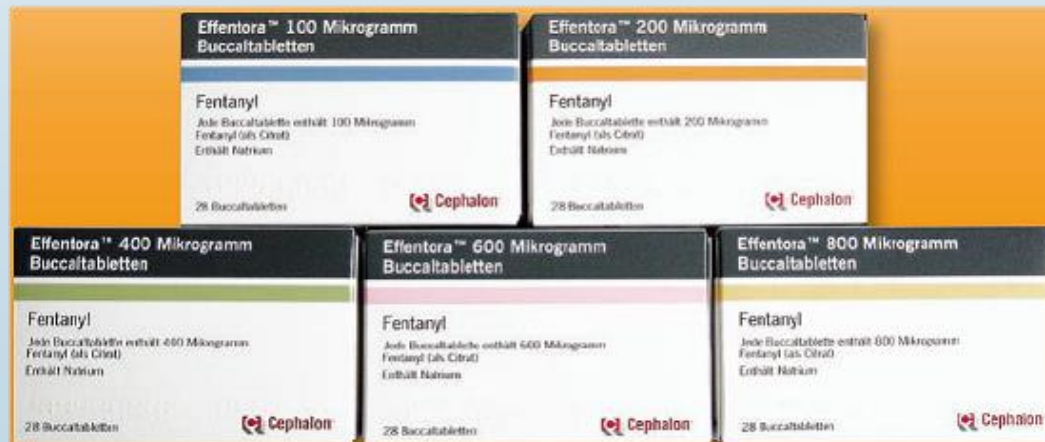 Effentora™ 100 Mikrogramm
Buccaltabletten
Fentanyl
Jede Buccaltablette enthält 100 Mikrogramm
Fentanyl (als Citrat)
Enthält Natrium
28 Buccaltabletten
Cephalon
Effentora™ 200 Mikrogramm
Buccaltabletten
Fentanyl
Jede Buccaltablette enthält 200 Mikrogramm
Fentanyl (als Citrat)
Enthält Natrium
28 Buccaltabletten
Cephalon
Effentora™ 400 Mikrogramm
Buccaltabletten
Fentanyl
Jede Buccaltablette enthält 400 Mikrogramm
Fentanyl (als Citrat)
Enthält Natrium
28 Buccaltabletten
Cephalon
Effentora™ 600 Mikrogramm
Buccaltabletten
Fentanyl
Jede Buccaltablette enthält 600 Mikrogramm
Fentanyl (als Citrat)
Enthält Natrium
28 Buccaltabletten
Cephalon
Effentora™ 800 Mikrogramm
Buccaltabletten
Fentanyl
Jede Buccaltablette enthält 800 Mikrogramm
Fentanyl (als Citrat)
Enthält Natrium
28 Buccaltabletten
Cephalon